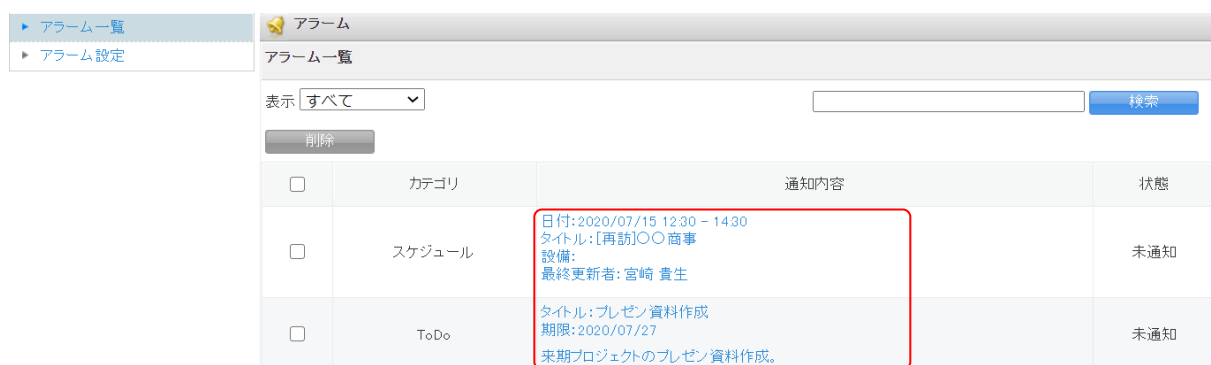 アラーム一覧
アラーム設定
アラーム
アラーム一覧
表示 すべて
検索
削除
カテゴリ 通知内容 状態
スケジュール
日付:2020/07/15 12:30 - 14:30
タイトル:[再訪]〇〇商事
設備:
最終更新者:宮崎 貴生
未通知
ToDo
タイトル:プレゼン資料作成
期限:2020/07/27
来期プロジェクトのプレゼン資料作成。
未通知